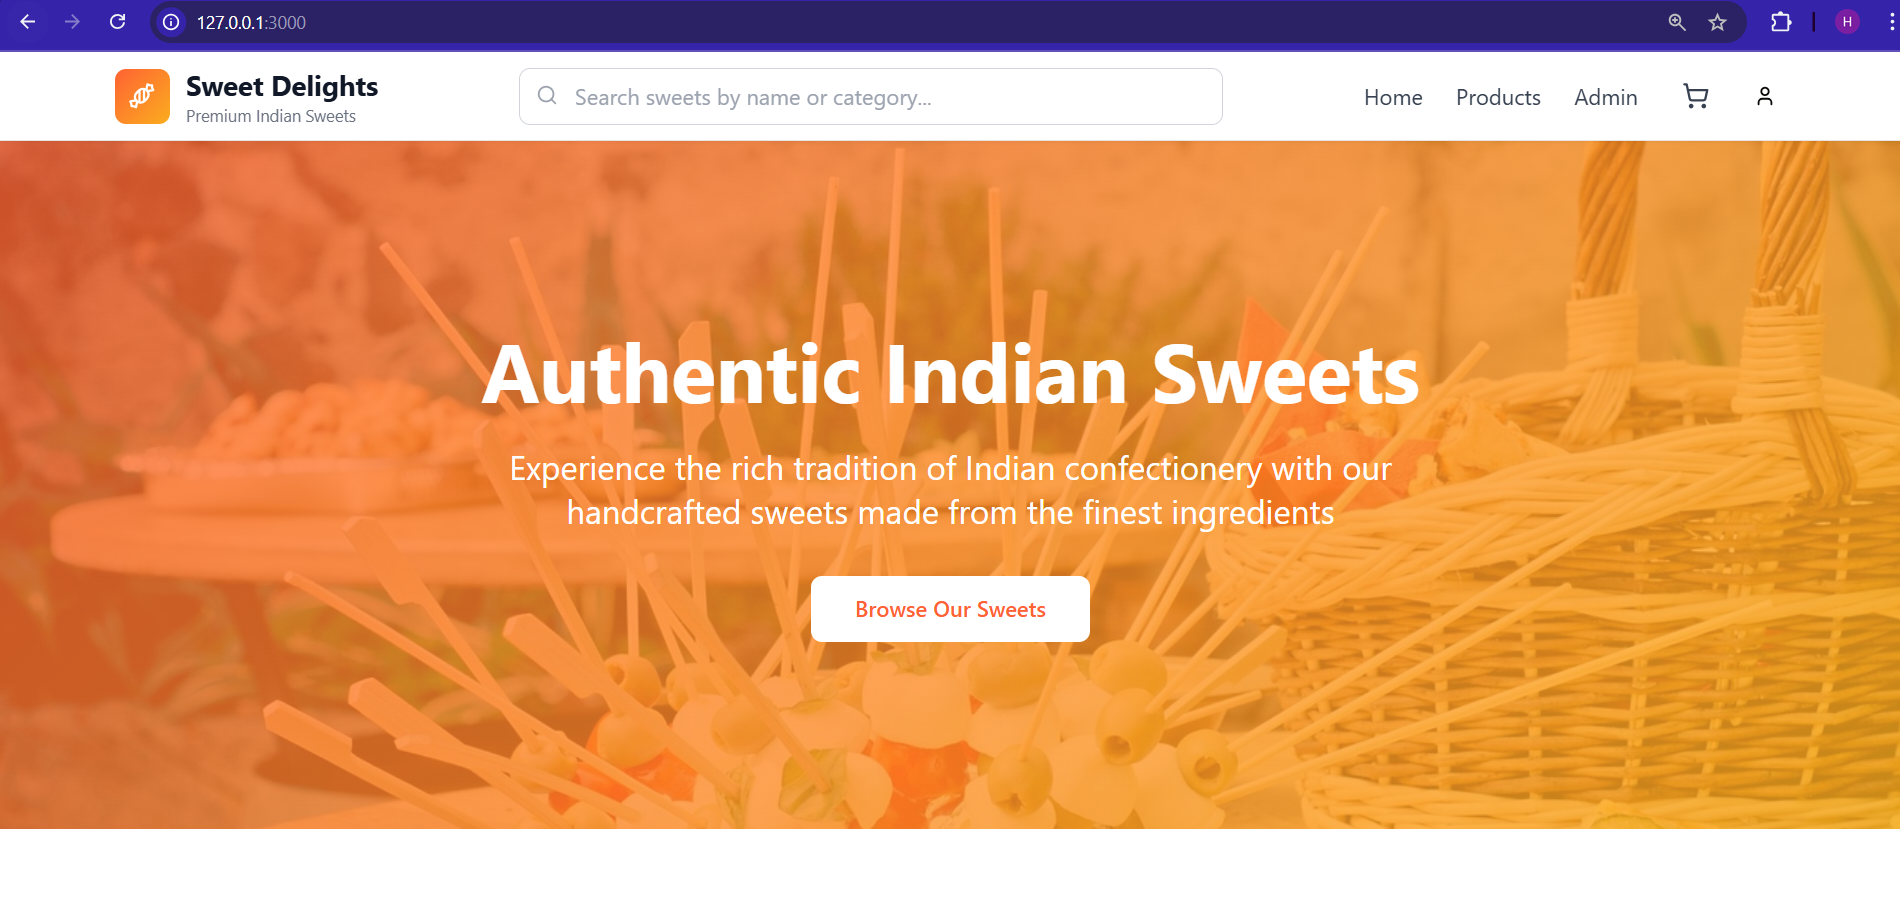 127.0.0.1:3000
H
Sweet Delights
Premium Indian Sweets
Search sweets by name or category...
Home
Products
Admin
Authentic Indian Sweets
Experience the rich tradition of Indian confectionery with our
handcrafted sweets made from the finest ingredients
Browse Our Sweets